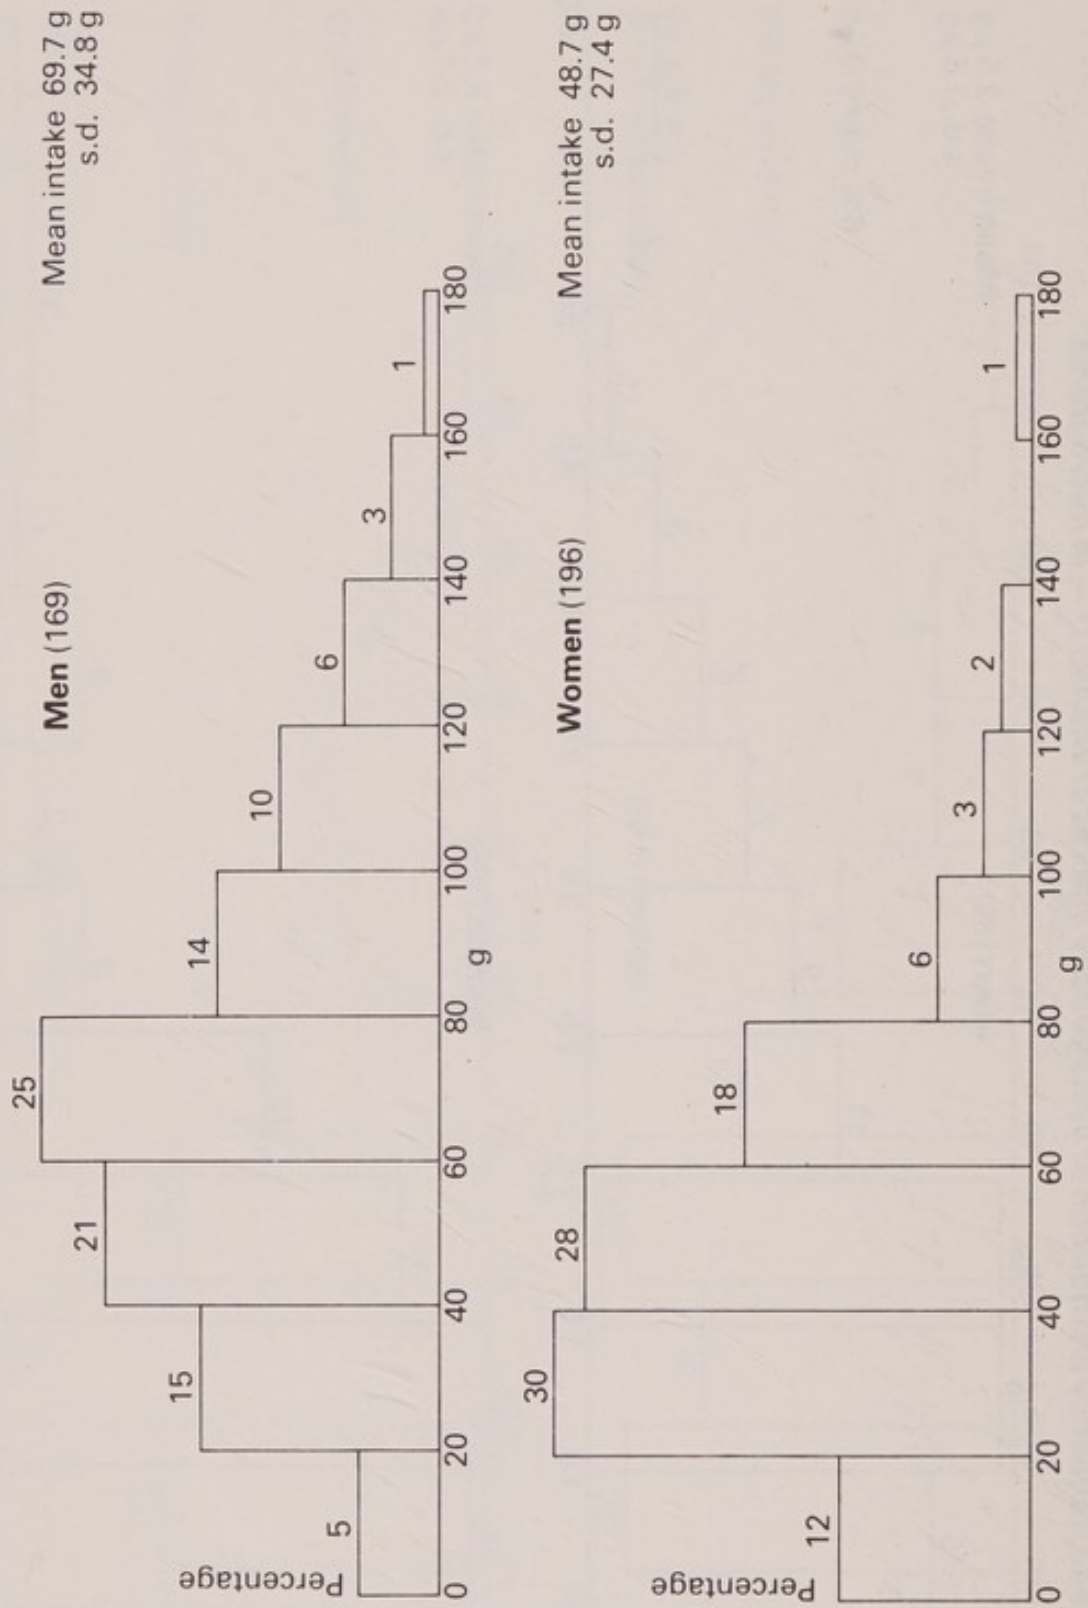 Men (169)
Mean intake 69.7 g
s.d. 34.8 g
Percentage
5
15
21
25
14
10
6
3
1
0 20 40 60 80 100 120 140 160 180
g
Women (196)
Mean intake 48.7 g
s.d. 27.4 g
Percentage
12
30
28
18
6
3
2
1
0 20 40 60 80 100 120 140 160 180
g